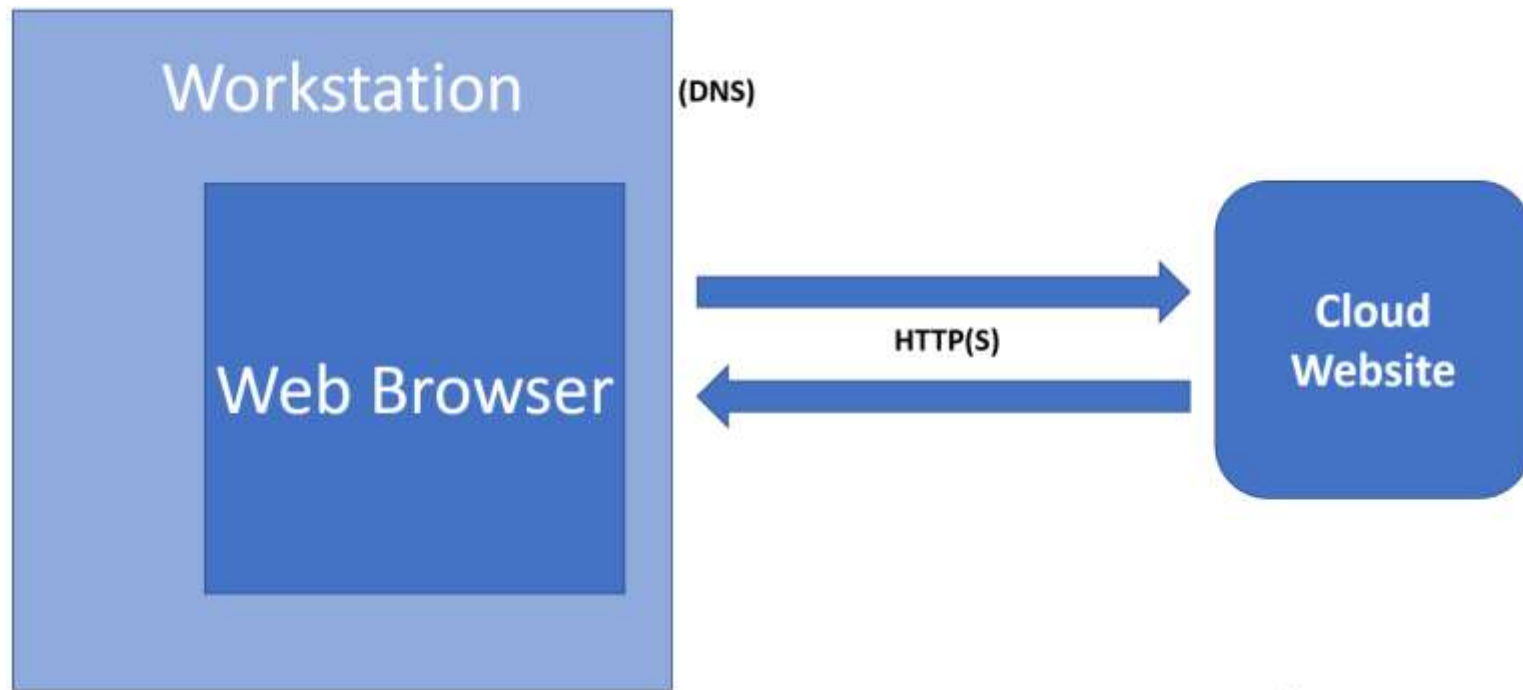 Workstation
(DNS)
Web Browser
HTTP(S)
Cloud
Website